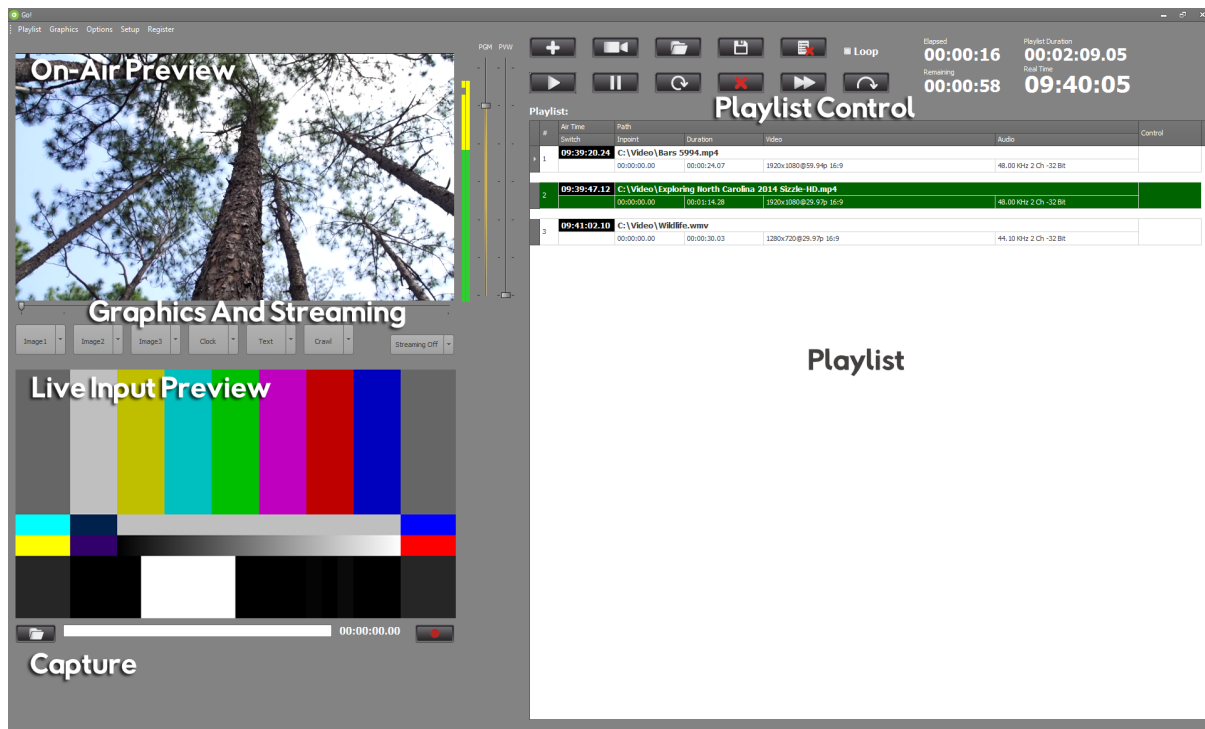 Go!
Playlist Graphics Options Setup Register
On-Air Preview
PGM PVW
Loop
Elapsed
00:00:16
Remaining
00:00:58
Playlist Duration
00:02:09.05
Real Time
09:40:05
Playlist Control
Playlist:
# Air Time Path Control
Switch Inpoint Duration Video Audio
1 09:39:20.24 C:\Video\Bars 5994.mp4
00:00:00.00 00:00:24.07 1920x1080@59.94p 16:9 48.00 KHz 2 Ch -32 Bit
2 09:39:47.12 C:\Video\Exploring North Carolina 2014 Sizzle-HD.mp4
00:00:00.00 00:01:14.28 1920x1080@29.97p 16:9 48.00 KHz 2 Ch -32 Bit
3 09:41:02.10 C:\Video\Wildlife.wmv
00:00:00.00 00:00:30.03 1280x720@29.97p 16:9 44.10 KHz 2 Ch -32 Bit
Graphics And Streaming
Image1 Image2 Image3 Clock Text Crawl Streaming Off
Playlist
Live Input Preview
00:00:00.00
Capture